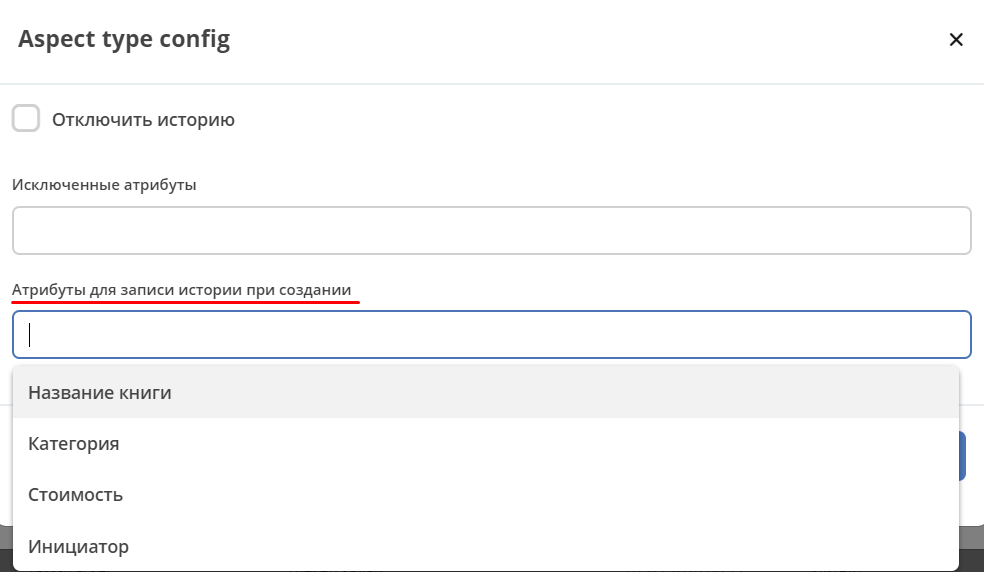 Aspect type config
Отключить историю
Исключенные атрибуты
Атрибуты для записи истории при создании
Название книги
Категория
Стоимость
Инициатор